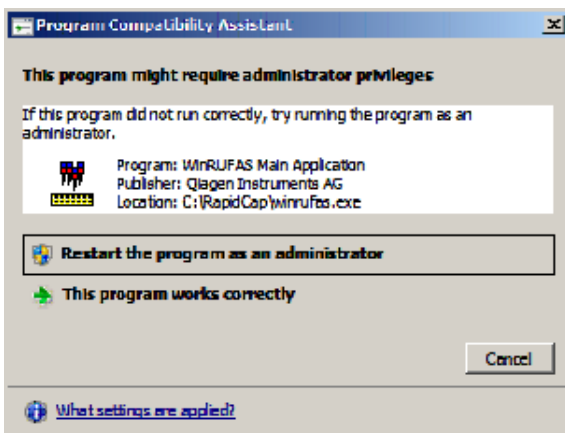 Program Compatibility Assistant
This program might require administrator privileges
If this program did not run correctly, try running the program as an
administrator.
Program: WinRUFAS Main Application
Publisher: Qiagen Instruments AG
Location: C:\RapidCap\winrufas.exe
Restart the program as an administrator
This program works correctly
Cancel
What settings are applied?